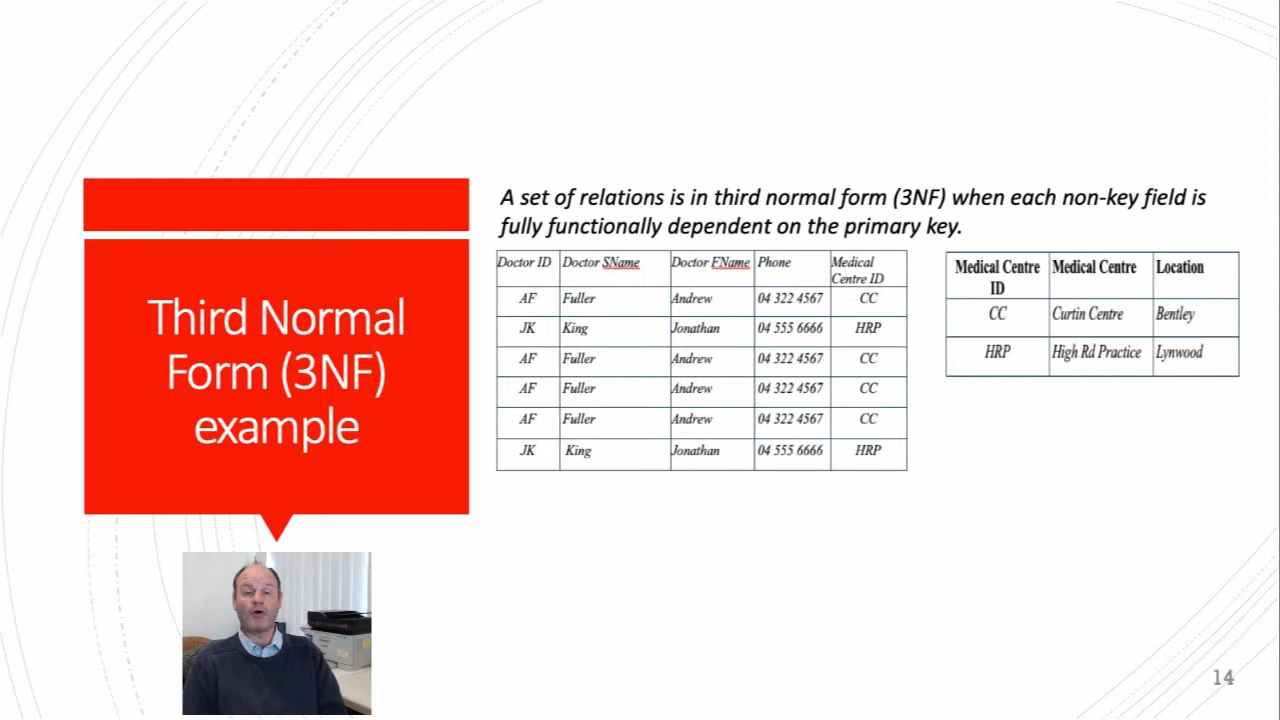 Third Normal
Form (3NF)
example
A set of relations is in third normal form (3NF) when each non-key field is
fully functionally dependent on the primary key.
Doctor ID Doctor SName Doctor FName Phone Medical Centre ID
AF Fuller Andrew 04 322 4567 CC
JK King Jonathan 04 555 6666 HRP
AF Fuller Andrew 04 322 4567 CC
AF Fuller Andrew 04 322 4567 CC
AF Fuller Andrew 04 322 4567 CC
JK King Jonathan 04 555 6666 HRP
Medical Centre ID Medical Centre Location
CC Curtin Centre Bentley
HRP High Rd Practice Lynwood
14